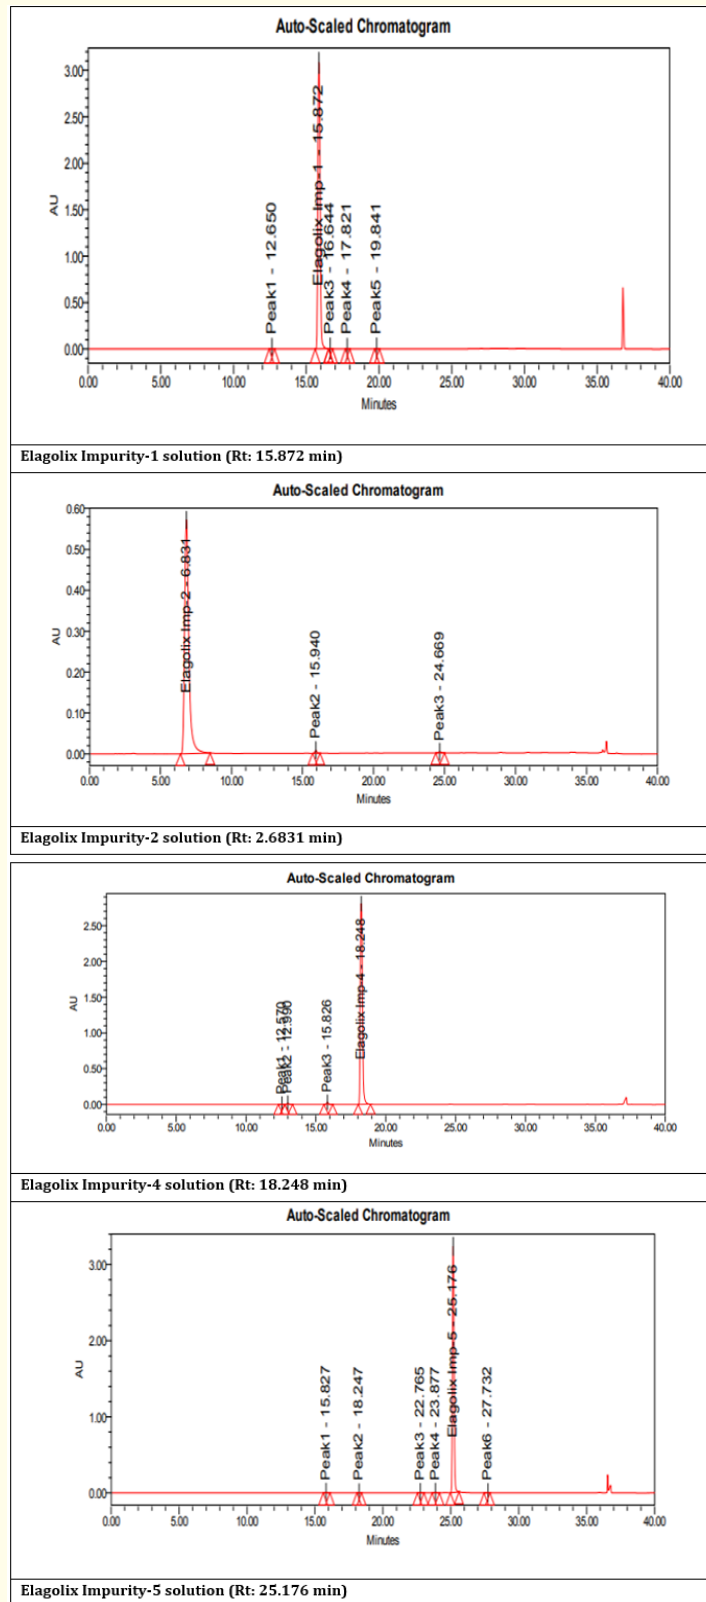 Auto-Scaled Chromatogram
3.00
2.50
2.00
1.50
1.00
0.50
0.00
AU
Peak1 - 12.650
Elagolix Imp-1 - 15.872
Peak3 - 16.644
Peak4 - 17.821
Peak5 - 19.841
0.00 5.00 10.00 15.00 20.00 25.00 30.00 35.00 40.00
Minutes
Elagolix Impurity-1 solution (Rt: 15.872 min)
Auto-Scaled Chromatogram
0.60
0.50
0.40
0.30
0.20
0.10
0.00
AU
Elagolix Imp-2 - 6.831
Peak2 - 15.940
Peak3 - 24.669
0.00 5.00 10.00 15.00 20.00 25.00 30.00 35.00 40.00
Minutes
Elagolix Impurity-2 solution (Rt: 2.6831 min)
Auto-Scaled Chromatogram
2.50
2.00
1.50
1.00
0.50
0.00
AU
Peak1 - 12.570
Peak2 - 12.990
Peak3 - 15.826
Elagolix Imp-4 - 18.248
0.00 5.00 10.00 15.00 20.00 25.00 30.00 35.00 40.00
Minutes
Elagolix Impurity-4 solution (Rt: 18.248 min)
Auto-Scaled Chromatogram
3.00
2.00
1.00
0.00
AU
Peak1 - 15.827
Peak2 - 18.247
Peak3 - 22.765
Peak4 - 23.877
Elagolix Imp-5 - 25.176
Peak6 - 27.732
0.00 5.00 10.00 15.00 20.00 25.00 30.00 35.00 40.00
Minutes
Elagolix Impurity-5 solution (Rt: 25.176 min)